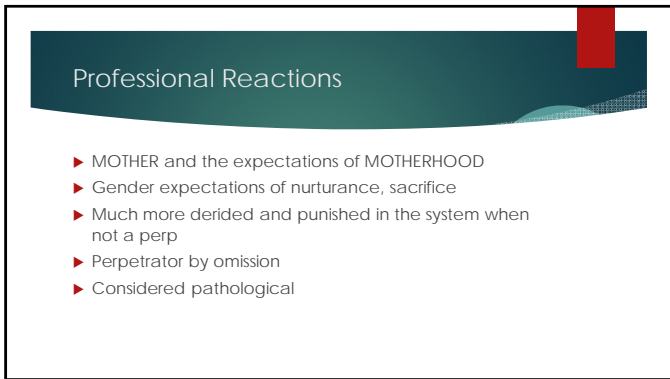 Professional Reactions
MOTHER and the expectations of MOTHERHOOD
Gender expectations of nurturance, sacrifice
Much more derided and punished in the system when
not a perp
Perpetrator by omission
Considered pathological